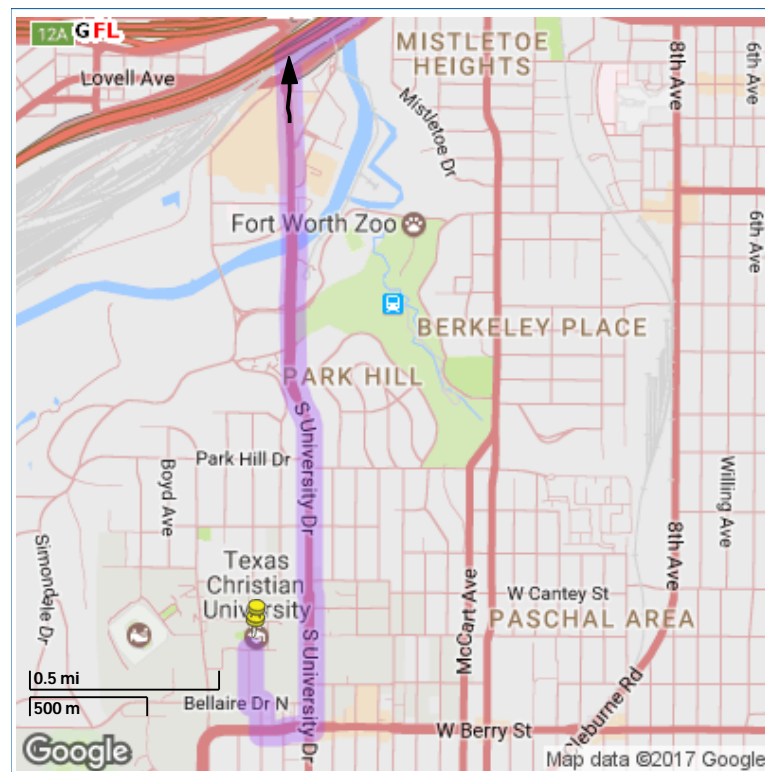 12A G FL
MISTLETOE
HEIGHTS
Lovell Ave
8th Ave
6th Ave
Mistletoe Dr
Fort Worth Zoo
6th Ave
BERKELEY PLACE
PARK HILL
S University Dr
Park Hill Dr
Boyd Ave
Willing Ave
8th Ave
Simondale Dr
Texas
Christian
University
W Cantey St
PASCHAL AREA
McCart Ave
S University Dr
0.5 mi
500 m
Bellaire Dr N
W Berry St
Cleburne Rd
Google
Map data ©2017 Google